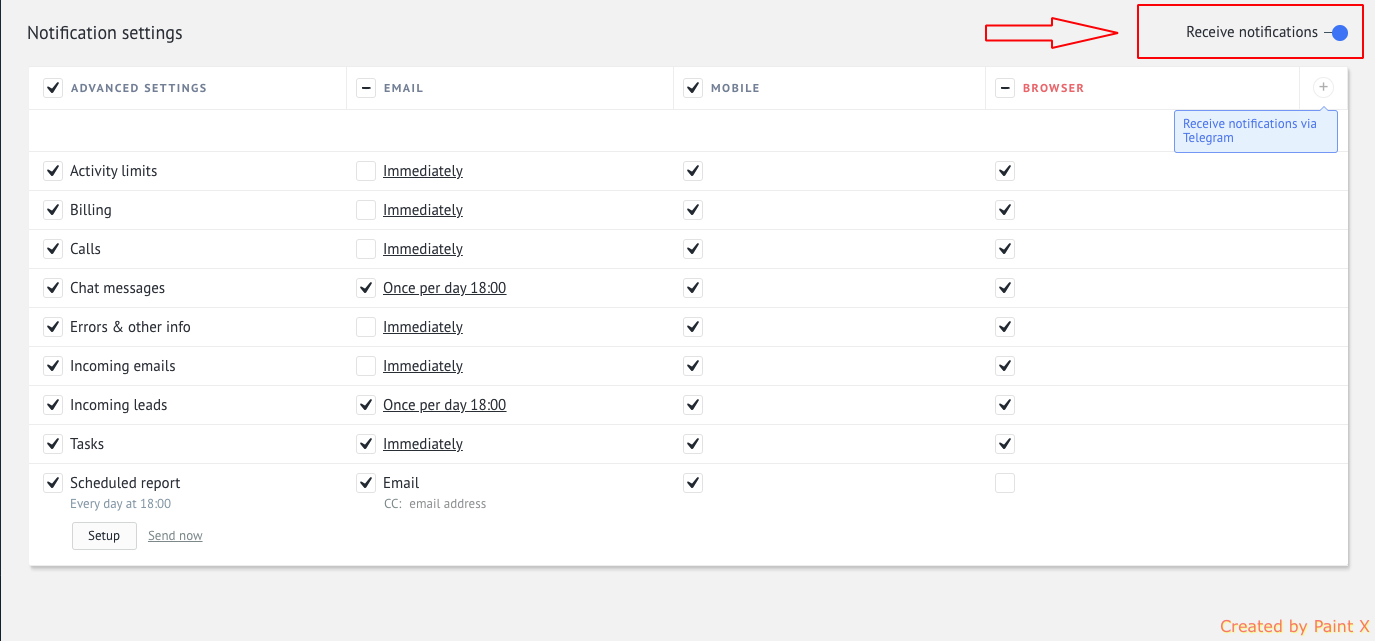 Notification settings
Receive notifications
ADVANCED SETTINGS EMAIL MOBILE BROWSER +
Receive notifications via
Telegram
Activity limits Immediately
Billing Immediately
Calls Immediately
Chat messages Once per day 18:00
Errors & other info Immediately
Incoming emails Immediately
Incoming leads Once per day 18:00
Tasks Immediately
Scheduled report Email
Every day at 18:00 CC: email address
Setup Send now
Created by Paint X